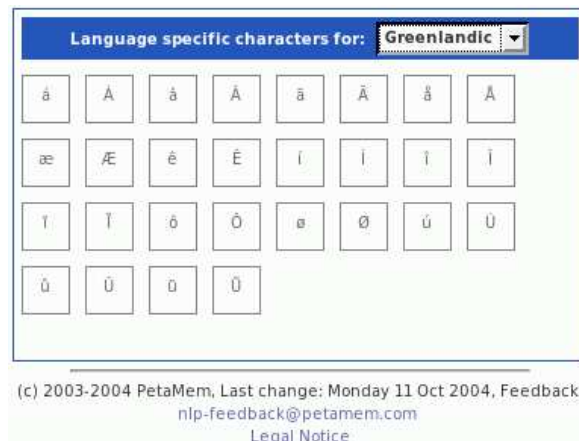 Language specific characters for: Greenlandic
á Á â Â ã Ã å Å
æ Æ ê Ê í Í î Î
ĩ Ĩ ô Ô ø Ø ú Ú
û Û ũ Ũ
(c) 2003-2004 PetaMem, Last change: Monday 11 Oct 2004, Feedback
nlp-feedback@petamem.com
Legal Notice